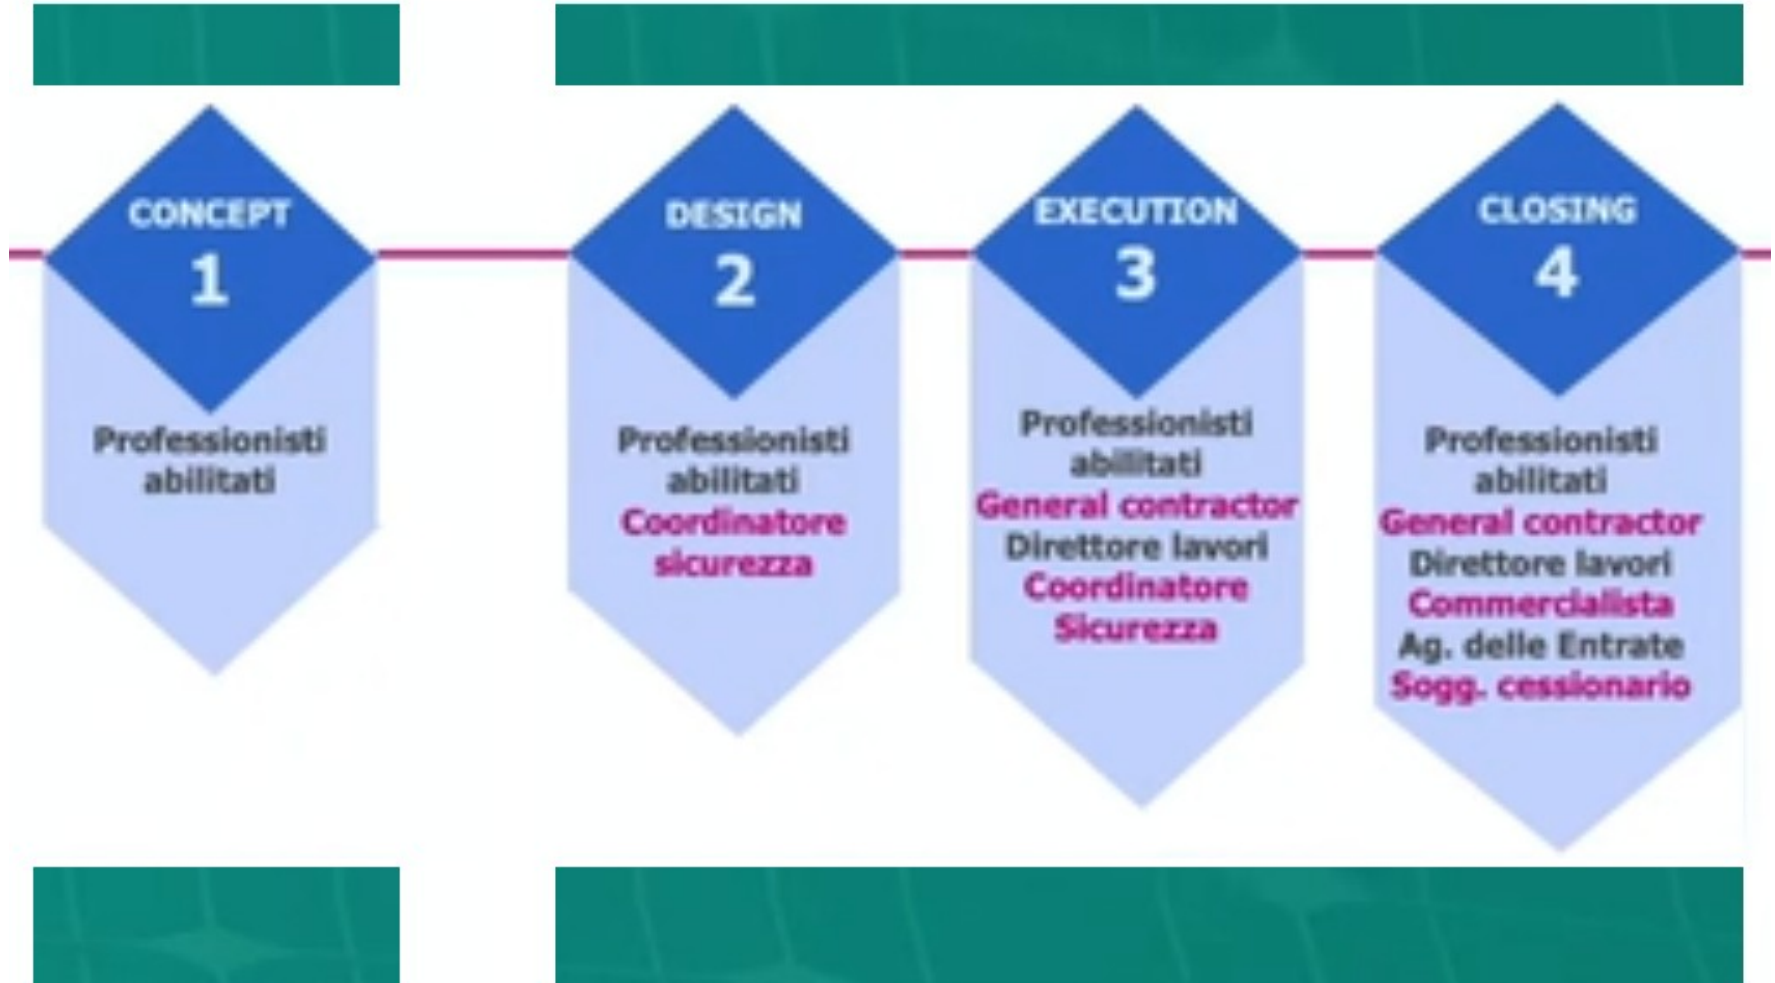 CONCEPT
1
Professionisti
abilitati
DESIGN
2
Professionisti
abilitati
Coordinatore
sicurezza
EXECUTION
3
Professionisti
abilitati
General contractor
Direttore lavori
Coordinatore
Sicurezza
CLOSING
4
Professionisti
abilitati
General contractor
Direttore lavori
Commercialista
Ag. delle Entrate
Sogg. cessionario